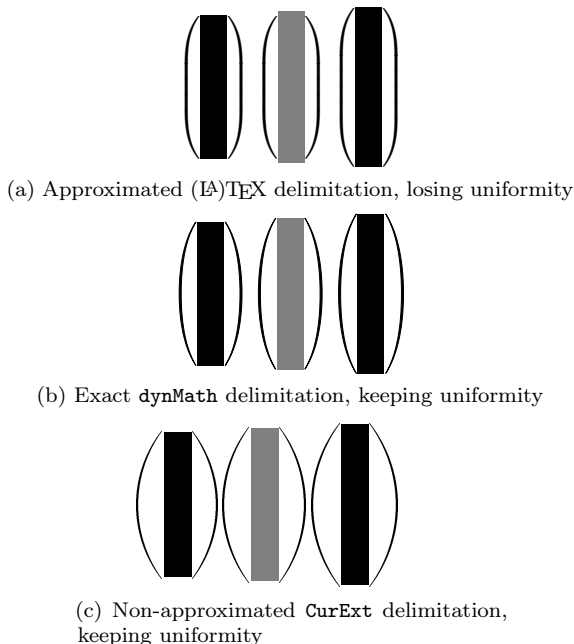 (a) Approximated (LA)TEX delimitation, losing uniformity
(b) Exact dynMath delimitation, keeping uniformity
(c) Non-approximated CurExt delimitation,
keeping uniformity